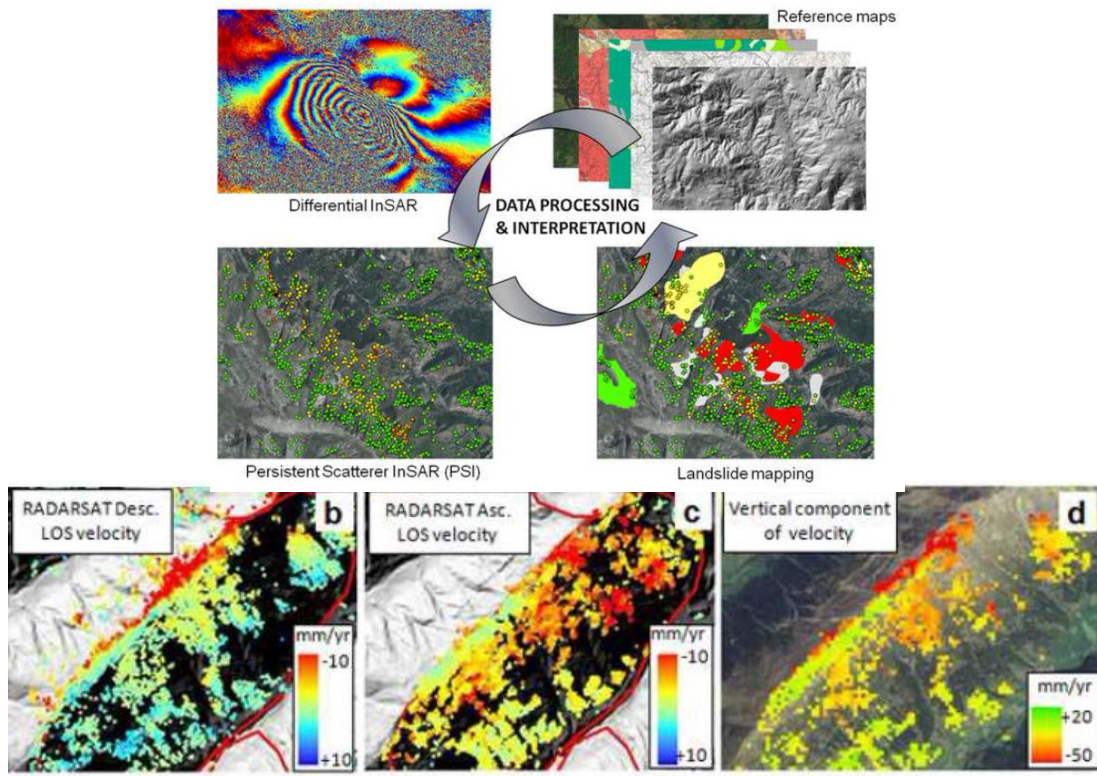 Reference maps
Differential InSAR
DATA PROCESSING
& INTERPRETATION
Persistent Scatterer InSAR (PSI)
Landslide mapping
RADARSAT Desc.
LOS velocity
b
mm/yr
-10
+10
RADARSAT Asc.
LOS velocity
c
mm/yr
-10
+10
Vertical component
of velocity
d
mm/yr
+20
-50